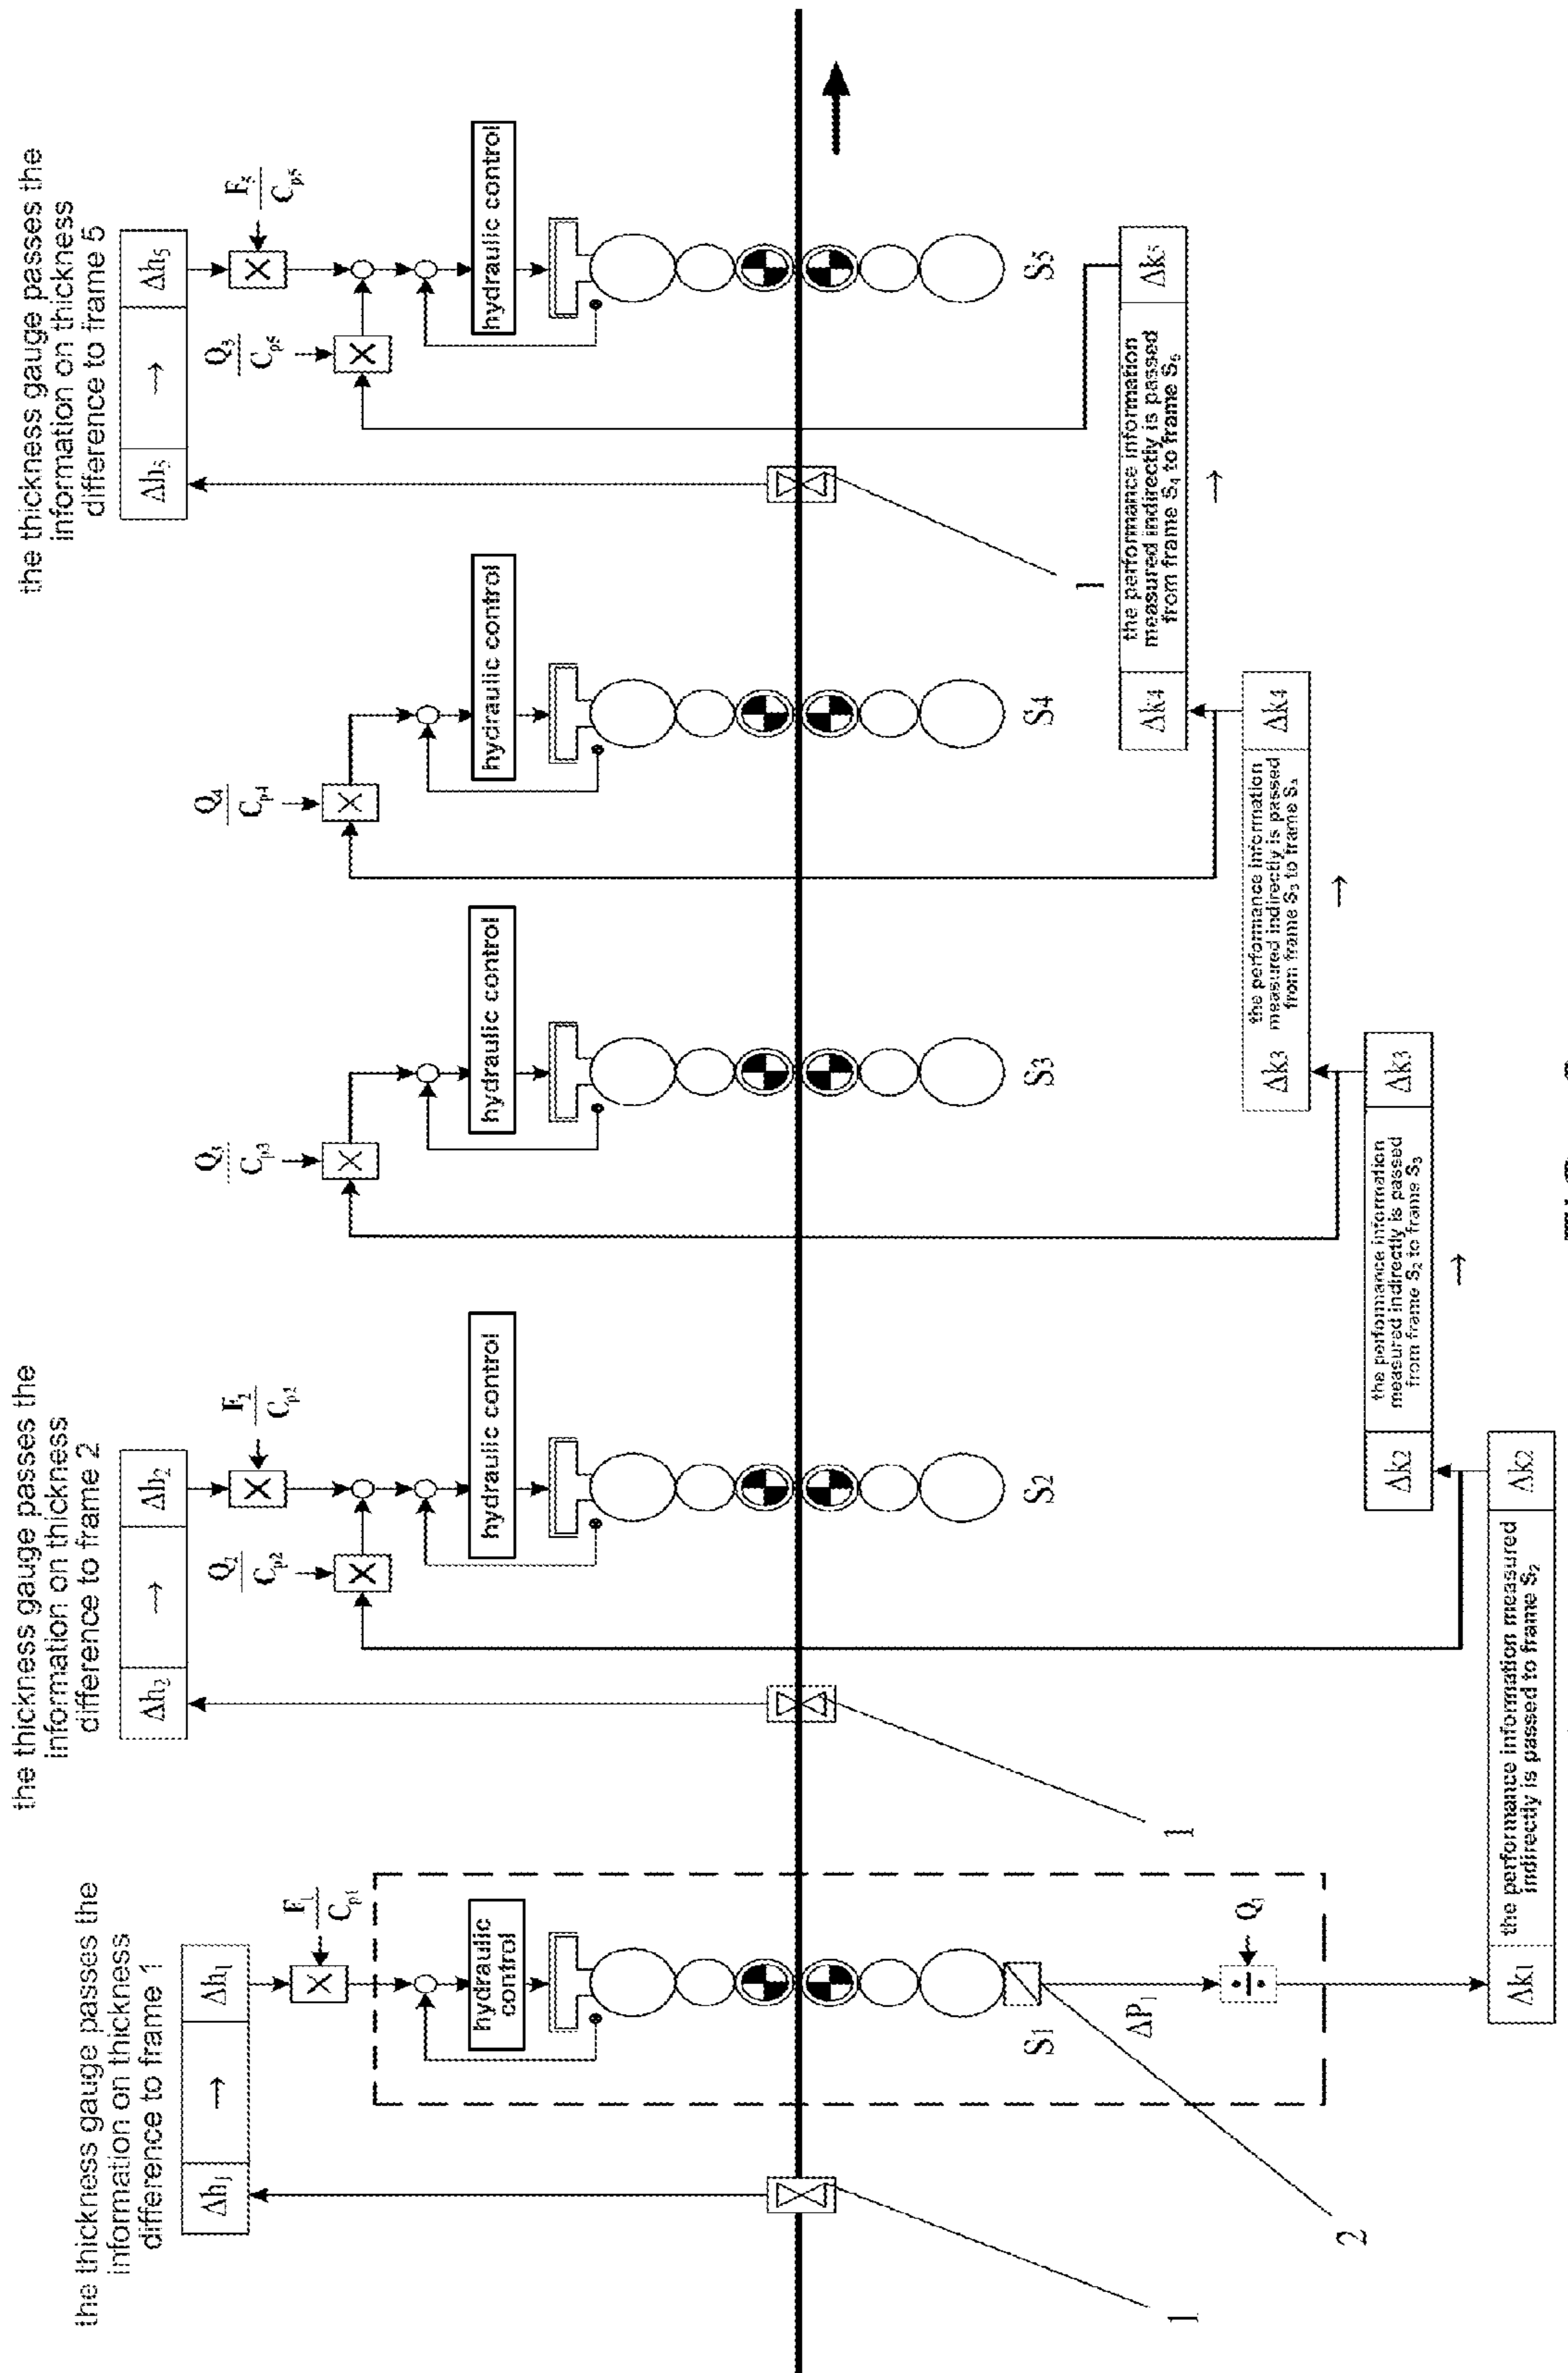 the thickness gauge passes the
information on thickness
difference to frame 1
Δh₁ → Δh₁
F₁
Cₚ₁
hydraulic
control
S₁
ΔP₁
Q₁
÷
1
2
Δk₁
the performance information measured
indirectly is passed to frame S₂
Δk₂
the thickness gauge passes the
information on thickness
difference to frame 2
Δh₂ → Δh₂
F₂
Cₚ₂
X
Q₂
Cₚ₂
X
hydraulic control
S₂
1
Δk₂
the performance information
measured indirectly is passed
from frame S₂ to frame S₃
Δk₃
→
Q₃
Cₚ₃
X
hydraulic control
S₃
Δk₃
the performance information
measured indirectly is passed
from frame S₃ to frame S₄
Δk₄
→
Q₄
Cₚ₄
X
hydraulic control
S₄
Δk₄
the performance information
measured indirectly is passed
from frame S₄ to frame S₅
Δk₅
→
the thickness gauge passes the
information on thickness
difference to frame 5
Δh₅ → Δh₅
F₅
Cₚ₅
X
Q₃
Cₚ₅
X
hydraulic control
S₅
1